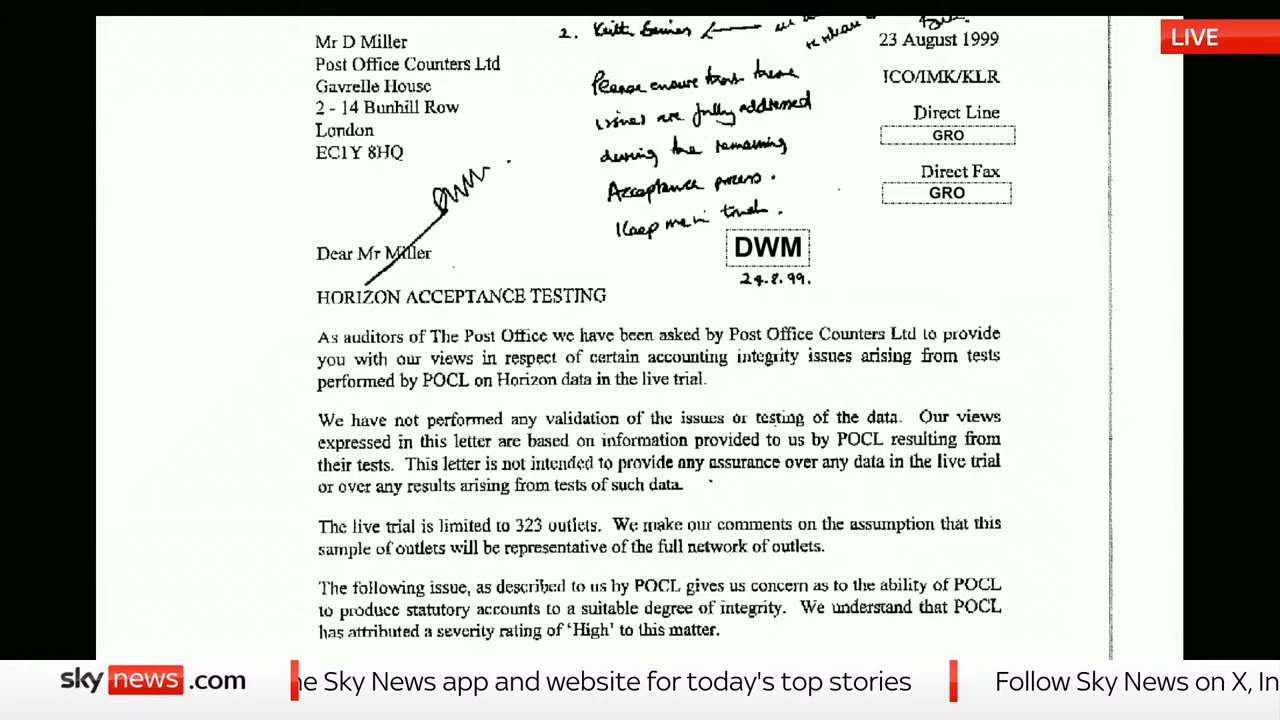 2. Keith Baines
re release
23 August 1999
LIVE
Mr D Miller
Post Office Counters Ltd
Gavrelle House
2 - 14 Bunhill Row
London
EC1Y 8HQ
Please ensure that these
issues are fully addressed
during the remaining
Acceptance process.
Keep me in touch.
DWM
24.8.99.
ICO/IMK/KLR
Direct Line
GRO
Direct Fax
GRO
Dear Mr Miller
HORIZON ACCEPTANCE TESTING
As auditors of The Post Office we have been asked by Post Office Counters Ltd to provide
you with our views in respect of certain accounting integrity issues arising from tests
performed by POCL on Horizon data in the live trial.
We have not performed any validation of the issues or testing of the data. Our views
expressed in this letter are based on information provided to us by POCL resulting from
their tests. This letter is not intended to provide any assurance over any data in the live trial
or over any results arising from tests of such data.
The live trial is limited to 323 outlets. We make our comments on the assumption that this
sample of outlets will be representative of the full network of outlets.
The following issue, as described to us by POCL gives us concern as to the ability of POCL
to produce statutory accounts to a suitable degree of integrity. We understand that POCL
has attributed a severity rating of 'High' to this matter.
sky news .com
he Sky News app and website for today's top stories
Follow Sky News on X, In